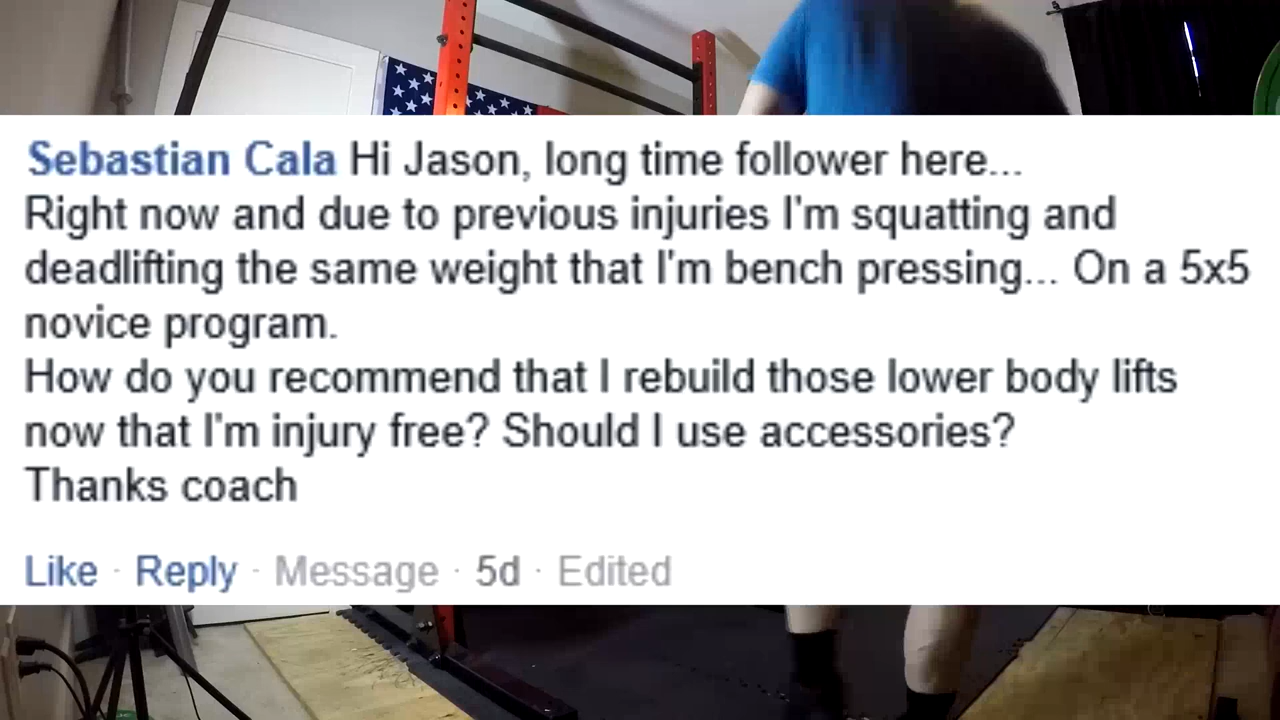 Sebastian Cala Hi Jason, long time follower here...
Right now and due to previous injuries I'm squatting and
deadlifting the same weight that I'm bench pressing... On a 5x5
novice program.
How do you recommend that I rebuild those lower body lifts
now that I'm injury free? Should I use accessories?
Thanks coach
Like · Reply · Message · 5d · Edited